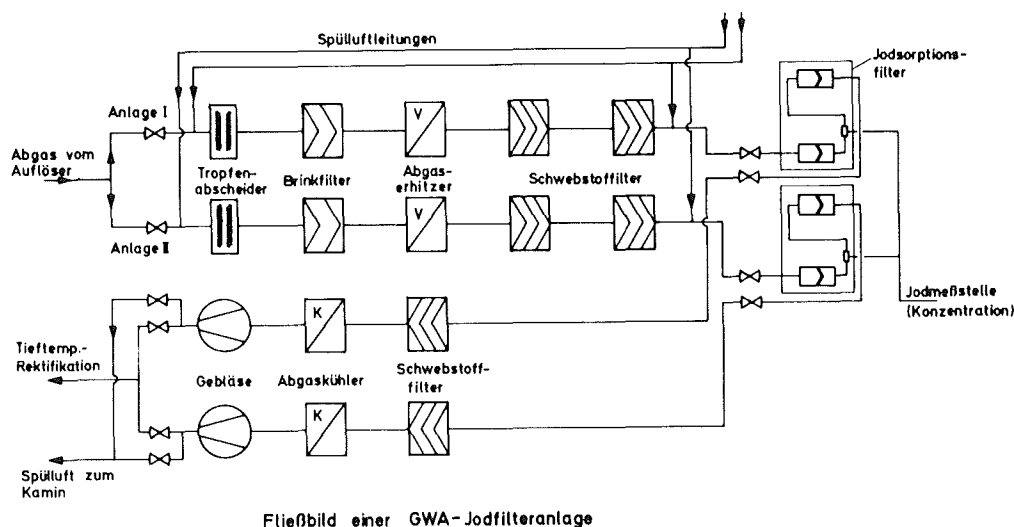 Spülluftleitungen
Jodsorptions-
filter
Anlage I
Abgas vom
Auflöser
Tropfen-
abscheider
Brinkfilter
V
Abgas-
erhitzer
Schwebstoffilter
V
Anlage II
Jodmeßstelle
(Konzentration)
Tieftemp.-
Rektifikation
Gebläse
K
Abgaskühler
Schwebstoff-
filter
K
Spülluft zum
Kamin
Fließbild einer GWA-Jodfilteranlage